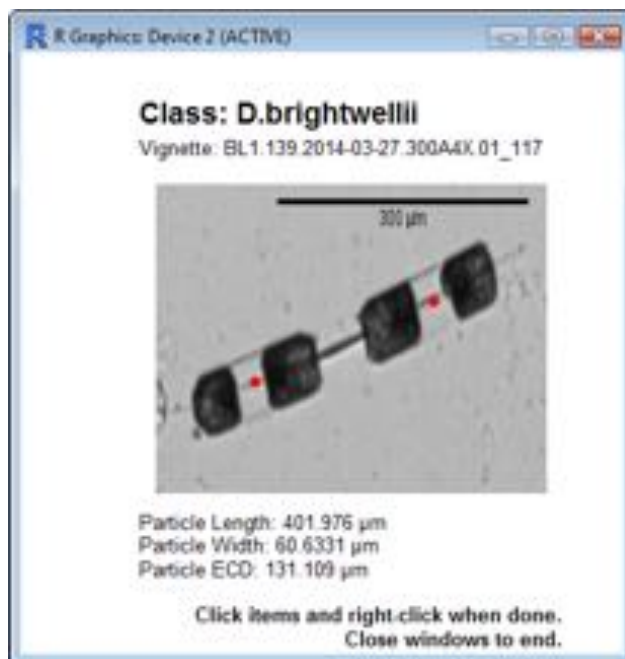 R Graphics: Device 2 (ACTIVE)
Class: D.brightwellii
Vignette: BL1.139.2014-03-27.300A4X.01_117
300 µm
Particle Length: 401.976 µm
Particle Width: 60.6331 µm
Particle ECD: 131.109 µm
Click items and right-click when done.
Close windows to end.